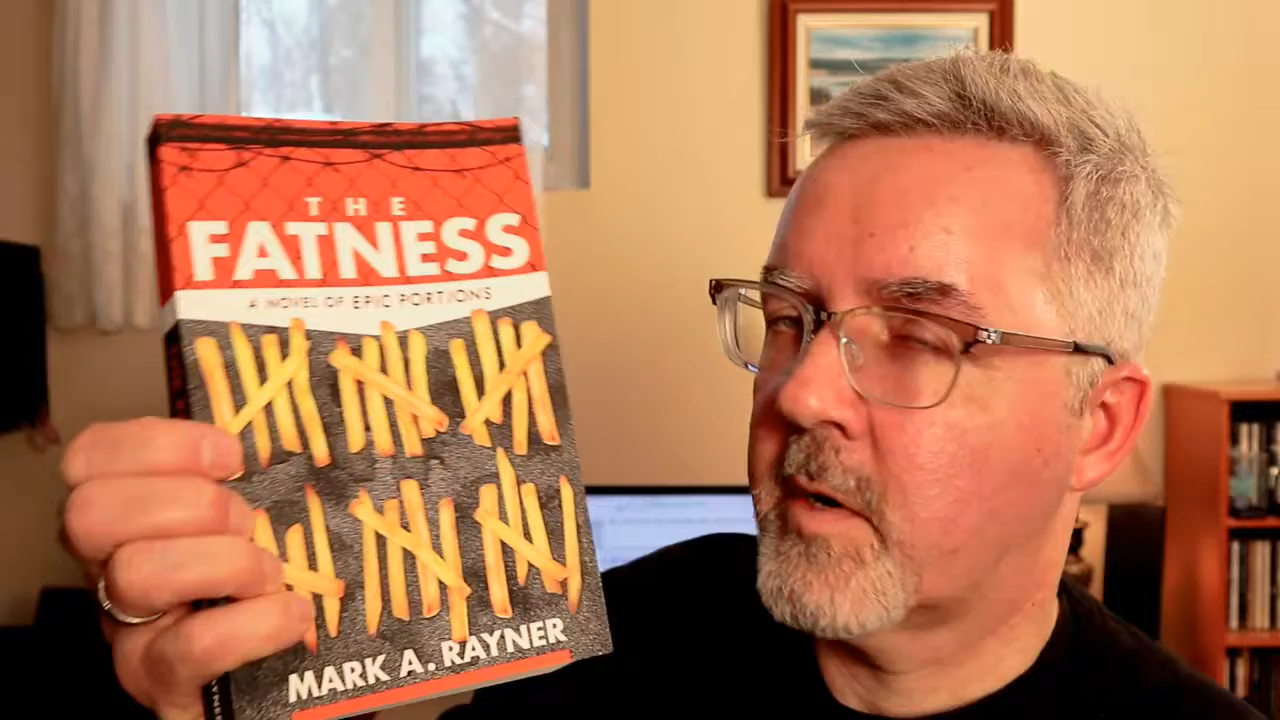 THE
FATNESS
A NOVEL OF EPIC PORTIONS
MARK A. RAYNER